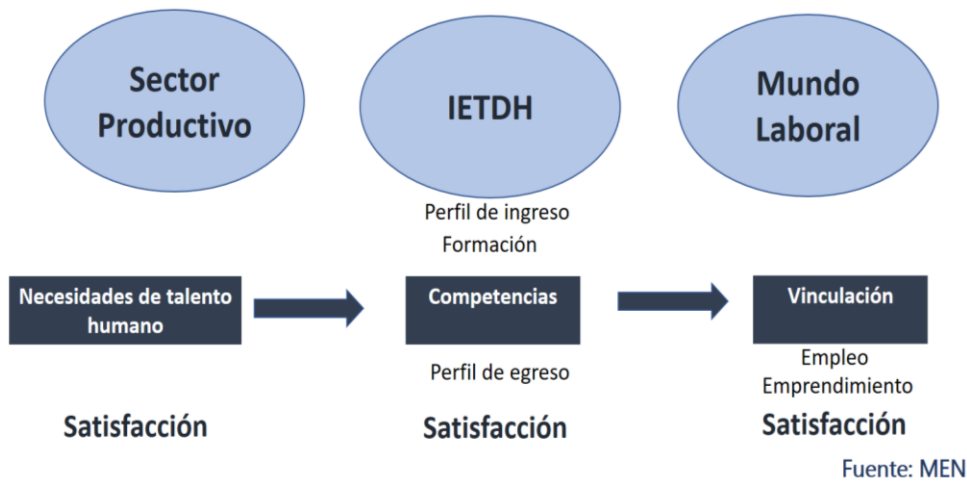 Sector
Productivo
IETDH
Mundo
Laboral
Perfil de ingreso
Formación
Necesidades de talento
humano
Competencias
Vinculación
Perfil de egreso
Empleo
Emprendimiento
Satisfacción
Satisfacción
Satisfacción
Fuente: MEN